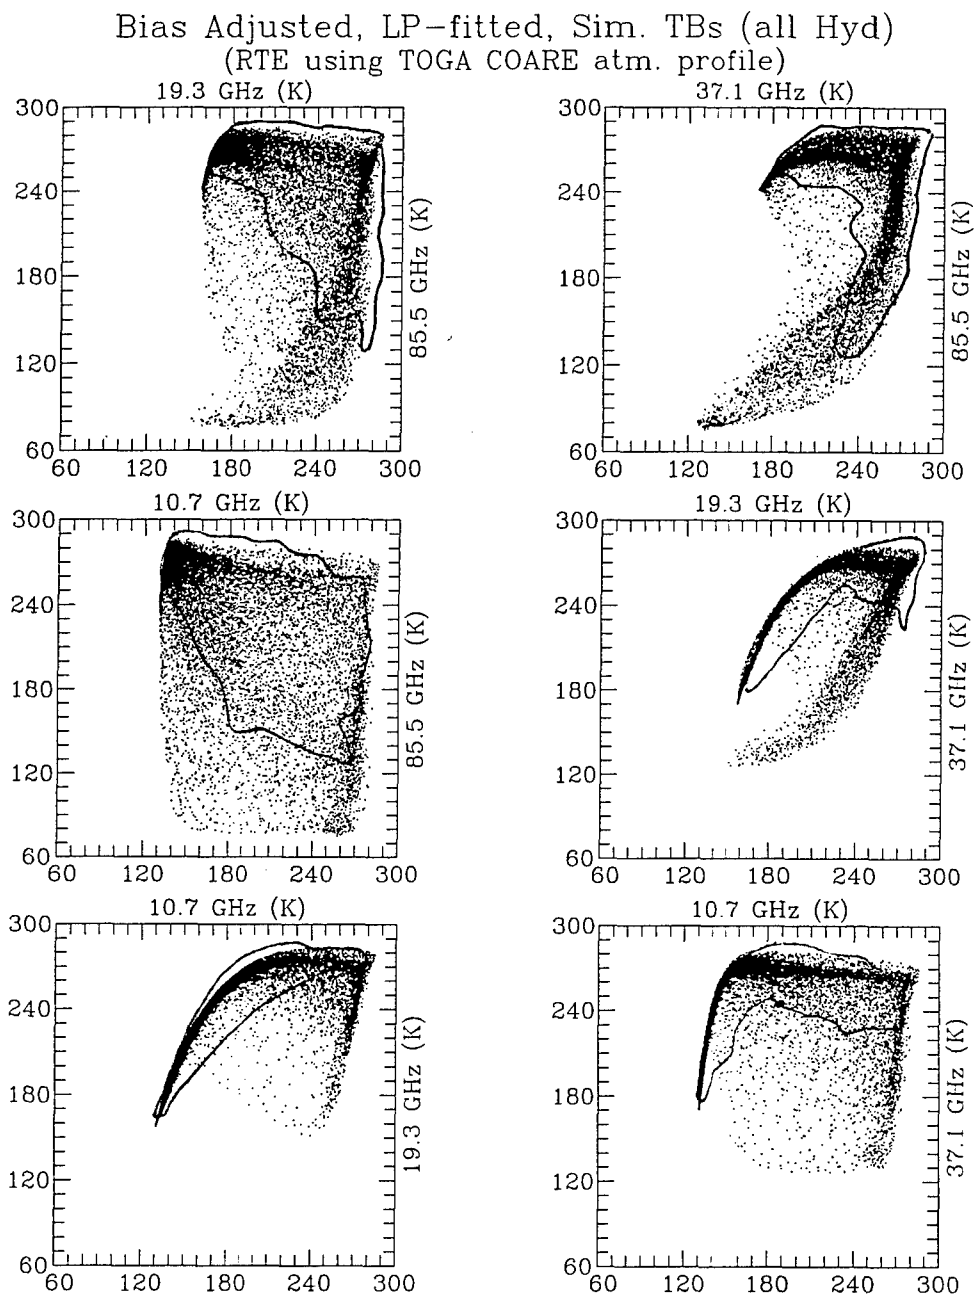 Bias Adjusted, LP-fitted, Sim. TBs (all Hyd)
(RTE using TOGA COARE atm. profile)
19.3 GHz (K)
300
240
180
120
60
60 120 180 240 300
85.5 GHz (K)
37.1 GHz (K)
300
240
180
120
60
60 120 180 240 300
85.5 GHz (K)
10.7 GHz (K)
300
240
180
120
60
60 120 180 240 300
85.5 GHz (K)
19.3 GHz (K)
300
240
180
120
60
60 120 180 240 300
37.1 GHz (K)
10.7 GHz (K)
300
240
180
120
60
60 120 180 240 300
19.3 GHz (K)
10.7 GHz (K)
300
240
180
120
60
60 120 180 240 300
37.1 GHz (K)